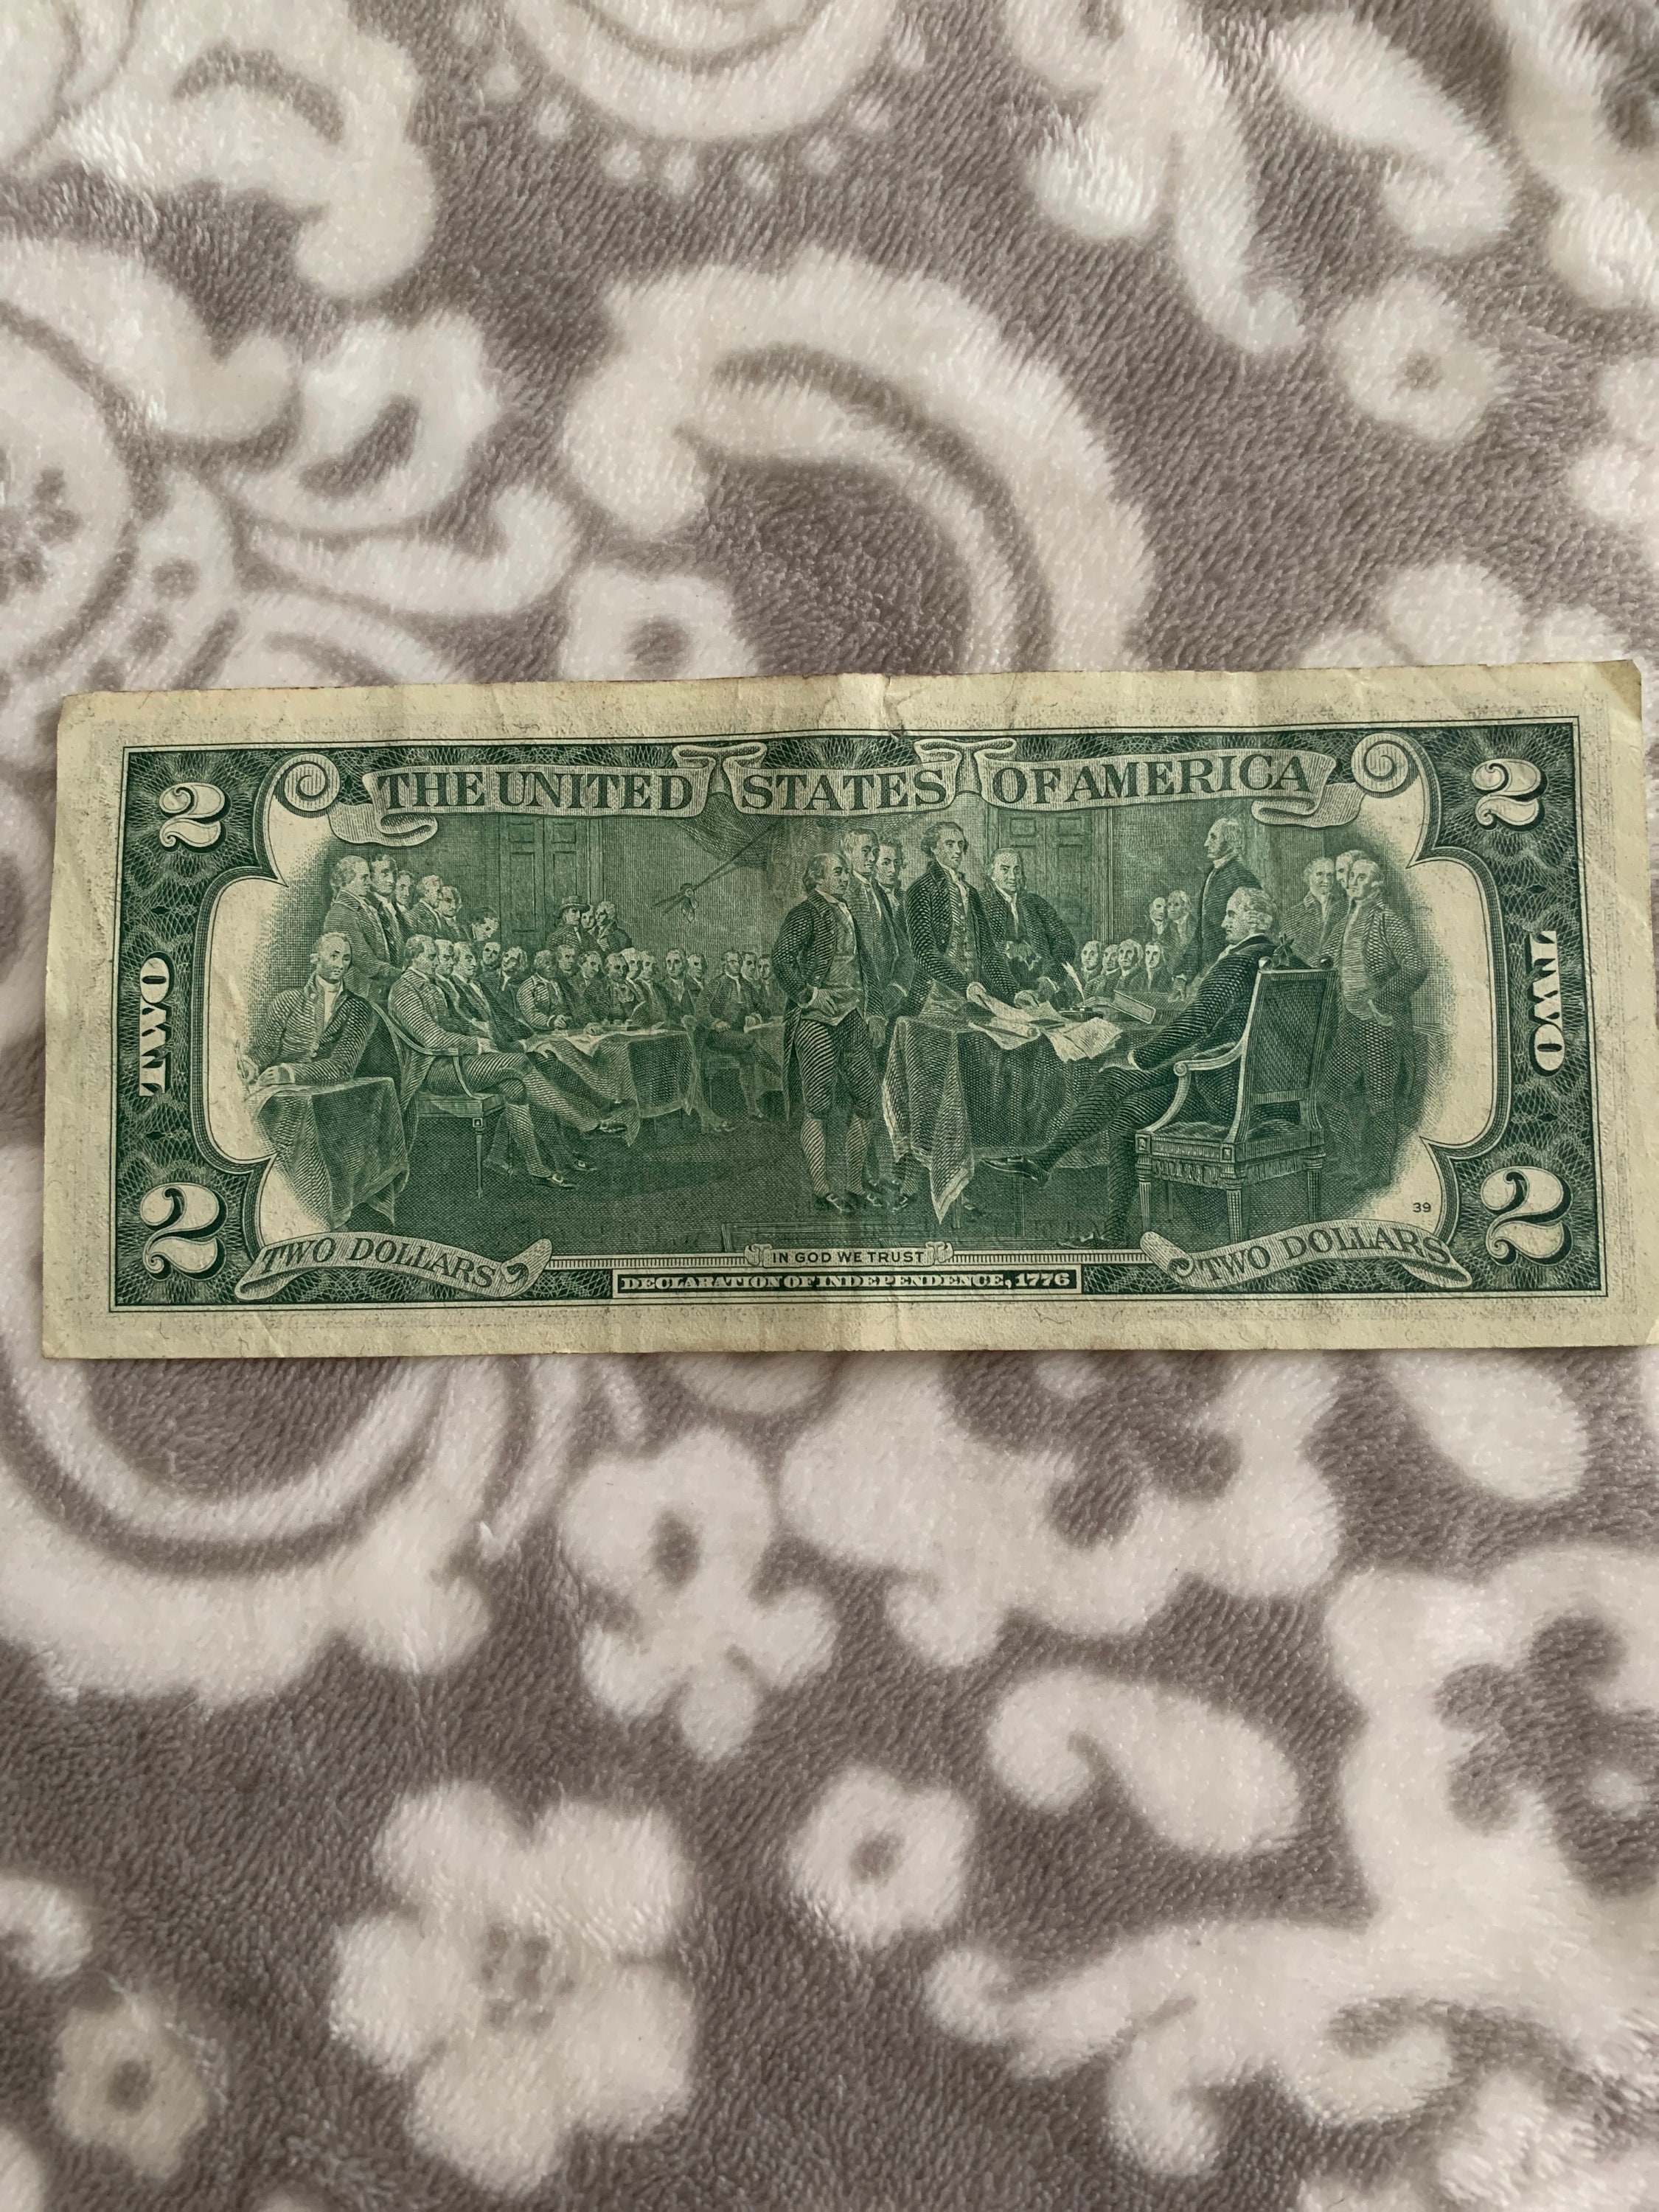 2 THE UNITED STATES OF AMERICA 2
TWO TWO
39
2 TWO DOLLARS IN GOD WE TRUST TWO DOLLARS 2
DECLARATION OF INDEPENDENCE, 1776